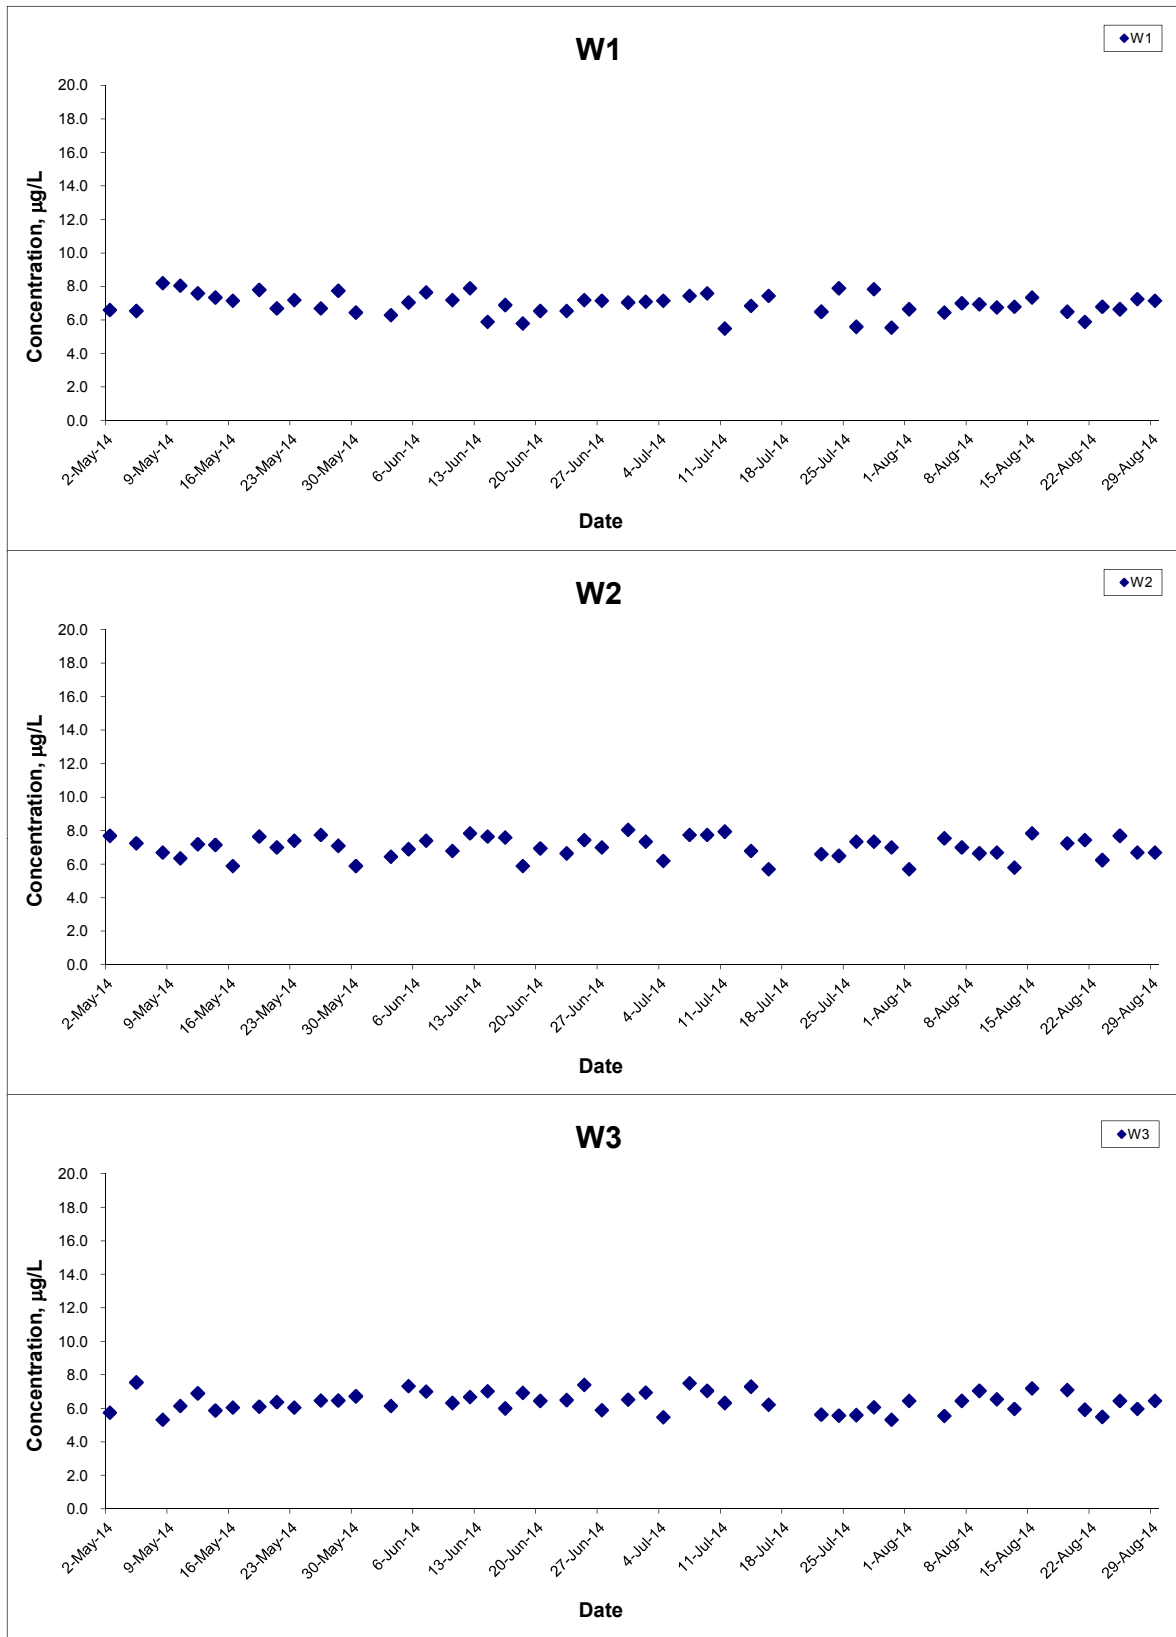 W1
W1
20.0
18.0
16.0
14.0
12.0
10.0
8.0
6.0
4.0
2.0
0.0
Concentration, µg/L
2-May-14
9-May-14
16-May-14
23-May-14
30-May-14
6-Jun-14
13-Jun-14
20-Jun-14
27-Jun-14
4-Jul-14
11-Jul-14
18-Jul-14
25-Jul-14
1-Aug-14
8-Aug-14
15-Aug-14
22-Aug-14
29-Aug-14
Date
W2
W2
20.0
18.0
16.0
14.0
12.0
10.0
8.0
6.0
4.0
2.0
0.0
Concentration, µg/L
2-May-14
9-May-14
16-May-14
23-May-14
30-May-14
6-Jun-14
13-Jun-14
20-Jun-14
27-Jun-14
4-Jul-14
11-Jul-14
18-Jul-14
25-Jul-14
1-Aug-14
8-Aug-14
15-Aug-14
22-Aug-14
29-Aug-14
Date
W3
W3
20.0
18.0
16.0
14.0
12.0
10.0
8.0
6.0
4.0
2.0
0.0
Concentration, µg/L
2-May-14
9-May-14
16-May-14
23-May-14
30-May-14
6-Jun-14
13-Jun-14
20-Jun-14
27-Jun-14
4-Jul-14
11-Jul-14
18-Jul-14
25-Jul-14
1-Aug-14
8-Aug-14
15-Aug-14
22-Aug-14
29-Aug-14
Date